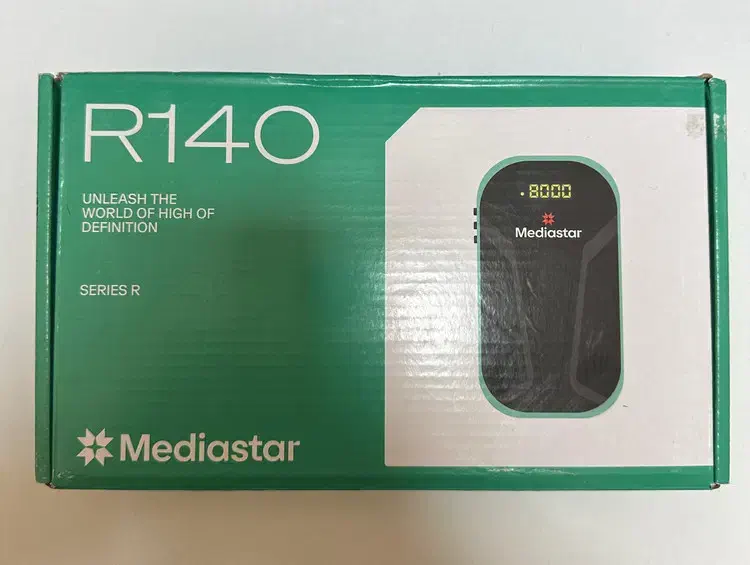 R140
UNLEASH THE
WORLD OF HIGH OF
DEFINITION
SERIES R
Mediastar
.8000
Mediastar